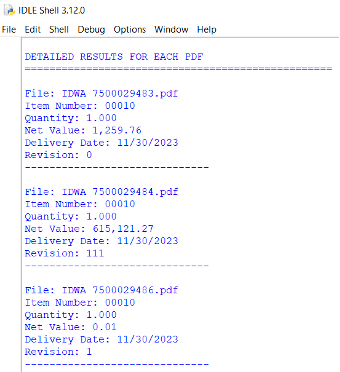 IDLE Shell 3.12.0
File Edit Shell Debug Options Window Help
DETAILED RESULTS FOR EACH PDF
==================================================
File: IDWA 7500029483.pdf
Item Number: 00010
Quantity: 1.000
Net Value: 1,259.76
Delivery Date: 11/30/2023
Revision: 0
------------------------------
File: IDWA 7500029484.pdf
Item Number: 00010
Quantity: 1.000
Net Value: 615,121.27
Delivery Date: 11/30/2023
Revision: 111
------------------------------
File: IDWA 7500029486.pdf
Item Number: 00010
Quantity: 1.000
Net Value: 0.01
Delivery Date: 11/30/2023
Revision: 1
------------------------------